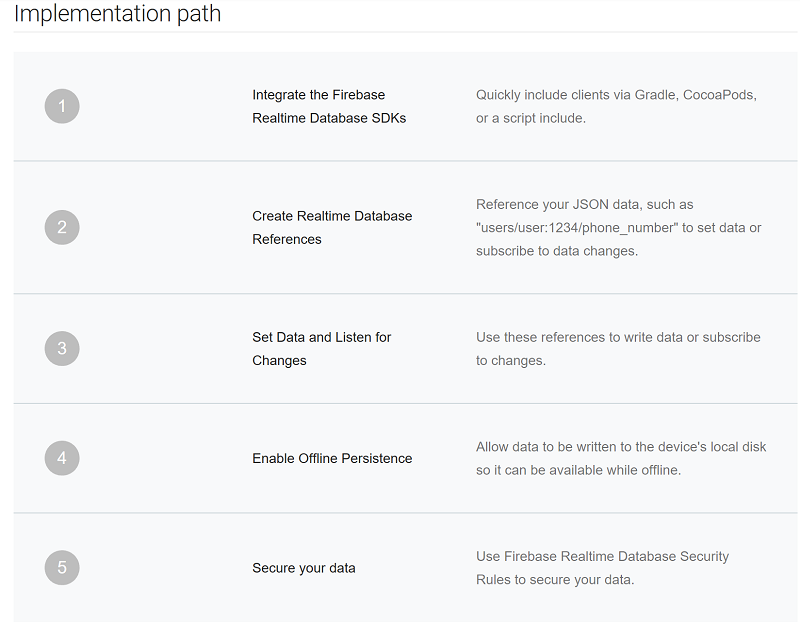 Implementation path
1
Integrate the Firebase
Realtime Database SDKs
Quickly include clients via Gradle, CocoaPods,
or a script include.
2
Create Realtime Database
References
Reference your JSON data, such as
"users/user:1234/phone_number" to set data or
subscribe to data changes.
3
Set Data and Listen for
Changes
Use these references to write data or subscribe
to changes.
4
Enable Offline Persistence
Allow data to be written to the device's local disk
so it can be available while offline.
5
Secure your data
Use Firebase Realtime Database Security
Rules to secure your data.